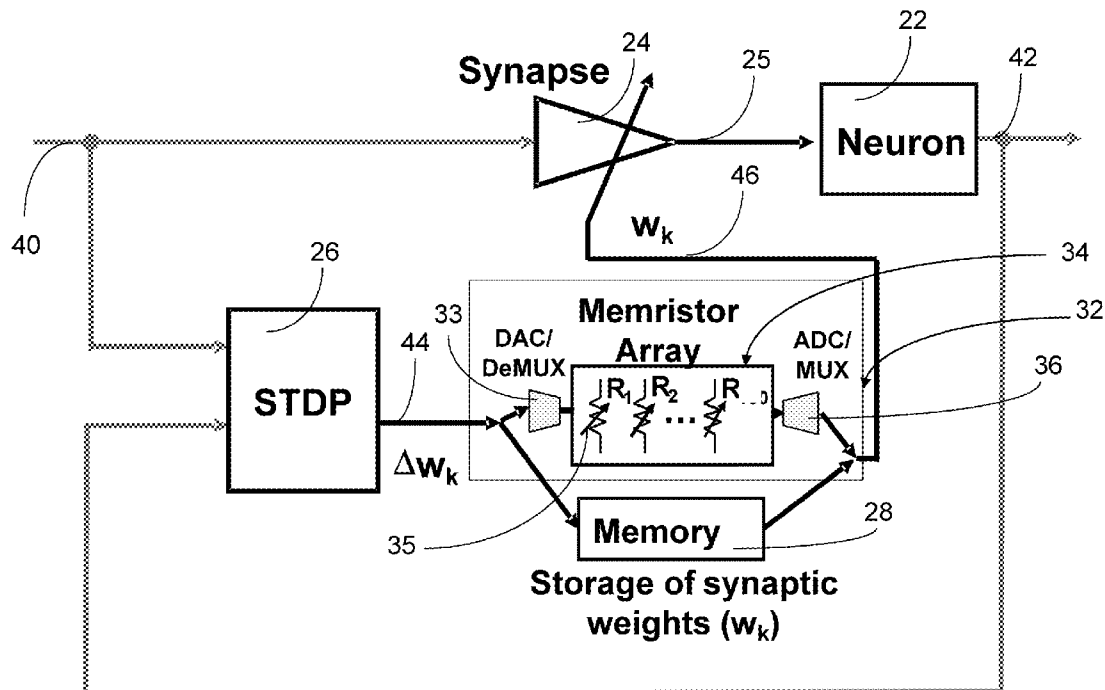 22
24
25
42
Synapse
Neuron
40
26
46
w_k
34
Memristor
Array
32
33
DAC/
DeMUX
ADC/
MUX
36
44
STDP
R_1 R_2 ... R
Δw_k
35
Memory
28
Storage of synaptic
weights (w_k)